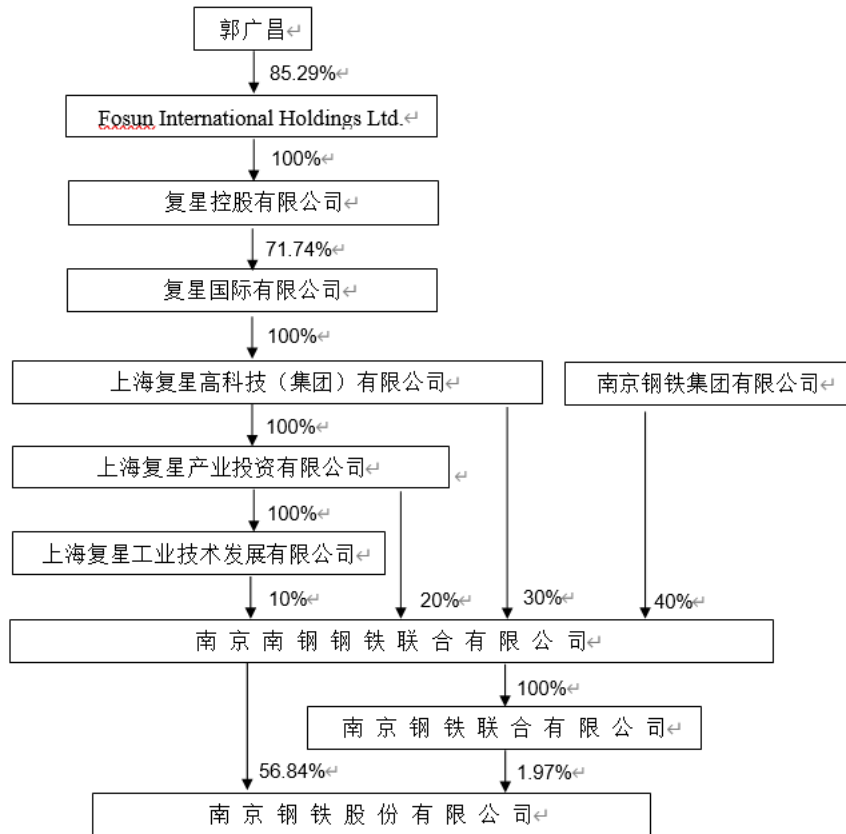 郭广昌↵
85.29%↵
Fosun International Holdings Ltd.↵
100%↵
复星控股有限公司↵
71.74%↵
复星国际有限公司↵
100%↵
上海复星高科技（集团）有限公司↵
南京钢铁集团有限公司↵
100%↵
上海复星产业投资有限公司↵
↵
100%↵
上海复星工业技术发展有限公司↵
10%↵
20%↵
30%↵
40%↵
南京南钢钢铁联合有限公司↵
100%↵
南京钢铁联合有限公司↵
56.84%↵
1.97%↵
南京钢铁股份有限公司↵